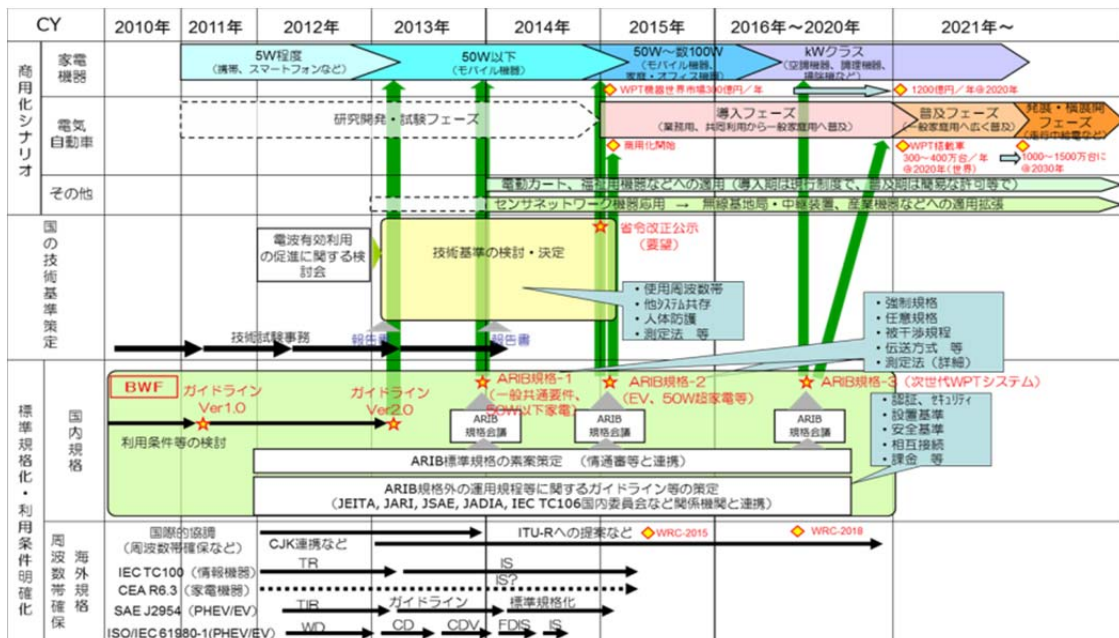 CY
2010年
2011年
2012年
2013年
2014年
2015年
2016年～2020年
2021年～
商用化シナリオ
家電
機器
5W程度
（携帯、スマートフォンなど）
50W以下
（モバイル機器）
50W～数100W
（モバイル機器、
家庭・オフィス機器）
kWクラス
（空調機器、調理機器、
掃除機など）
WPT機器世界市場300億円／年
1200億円／年@2020年
電気
自動車
研究開発・試験フェーズ
導入フェーズ
（業務用、共同利用から一般家庭用へ普及）
普及フェーズ
（一般家庭用へ広く普及）
発展・横展開
フェーズ
（走行中給電など）
商用化開始
WPT搭載車
300～400万台／年
@2020年（世界）
1000～1500万台に
@2030年
その他
電動カート、福祉用機器などへの適用（導入期は現行制度で、普及期は簡易な許可等で）
センサネットワーク機器応用 → 無線基地局・中継装置、産業機器などへの適用拡張
国の技術基準策定
電波有効利用
の促進に関する検
討会
技術基準の検討・決定
省令改正公示
（要望）
・使用周波数帯
・他システム共存
・人体防護
・測定法 等
・強制規格
・任意規格
・被干渉規程
・伝送方式 等
・測定法（詳細）
技術試験事務
報告書
報告書
標準規格化・利用条件明確化
国内規格
BWF
ガイドライン
Ver1.0
ガイドライン
Ver2.0
ARIB規格-1
（一般共通要件、
50W以下家電）
ARIB規格-2
（EV、50W超家電等）
ARIB規格-3（次世代WPTシステム）
利用条件等の検討
ARIB
規格会議
ARIB
規格会議
ARIB
規格会議
・認証、セキュリティ
・設置基準
・安全基準
・相互接続
・課金 等
ARIB標準規格の素案策定 （情通審等と連携）
ARIB規格外の運用規程等に関するガイドライン等の策定
（JEITA, JARI, JSAE, JADIA, IEC TC106国内委員会など関係機関と連携）
周波数帯確保
海外規格
国際的協調
（周波数帯確保など）
CJK連携など
ITU-Rへの提案など
WRC-2015
WRC-2018
IEC TC100（情報機器）
TR
IS
CEA R6.3（家電機器）
IS?
SAE J2954（PHEV/EV）
TIR
ガイドライン
標準規格化
ISO/IEC 61980-1(PHEV/EV)
WD
CD
CDV
FDIS
IS